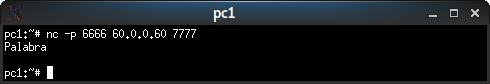 pc1
pc1:~# nc -p 6666 60.0.0.60 7777
Palabra
pc1:~#